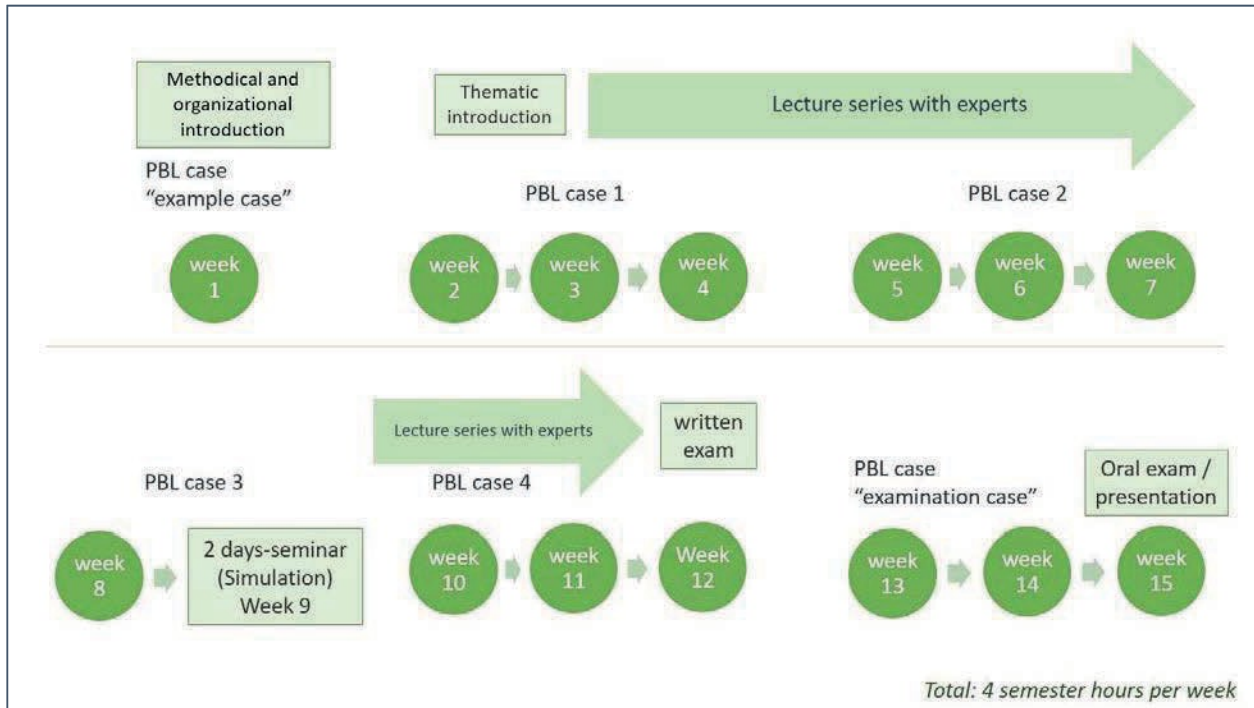 Methodical and
organizational
introduction
Thematic
introduction
Lecture series with experts
PBL case
“example case”
PBL case 1
PBL case 2
week
1
week
2
week
3
week
4
week
5
week
6
week
7
Lecture series with experts
written
exam
PBL case 3
PBL case 4
PBL case
“examination case”
Oral exam /
presentation
week
8
2 days-seminar
(Simulation)
Week 9
week
10
week
11
Week
12
week
13
week
14
week
15
Total: 4 semester hours per week